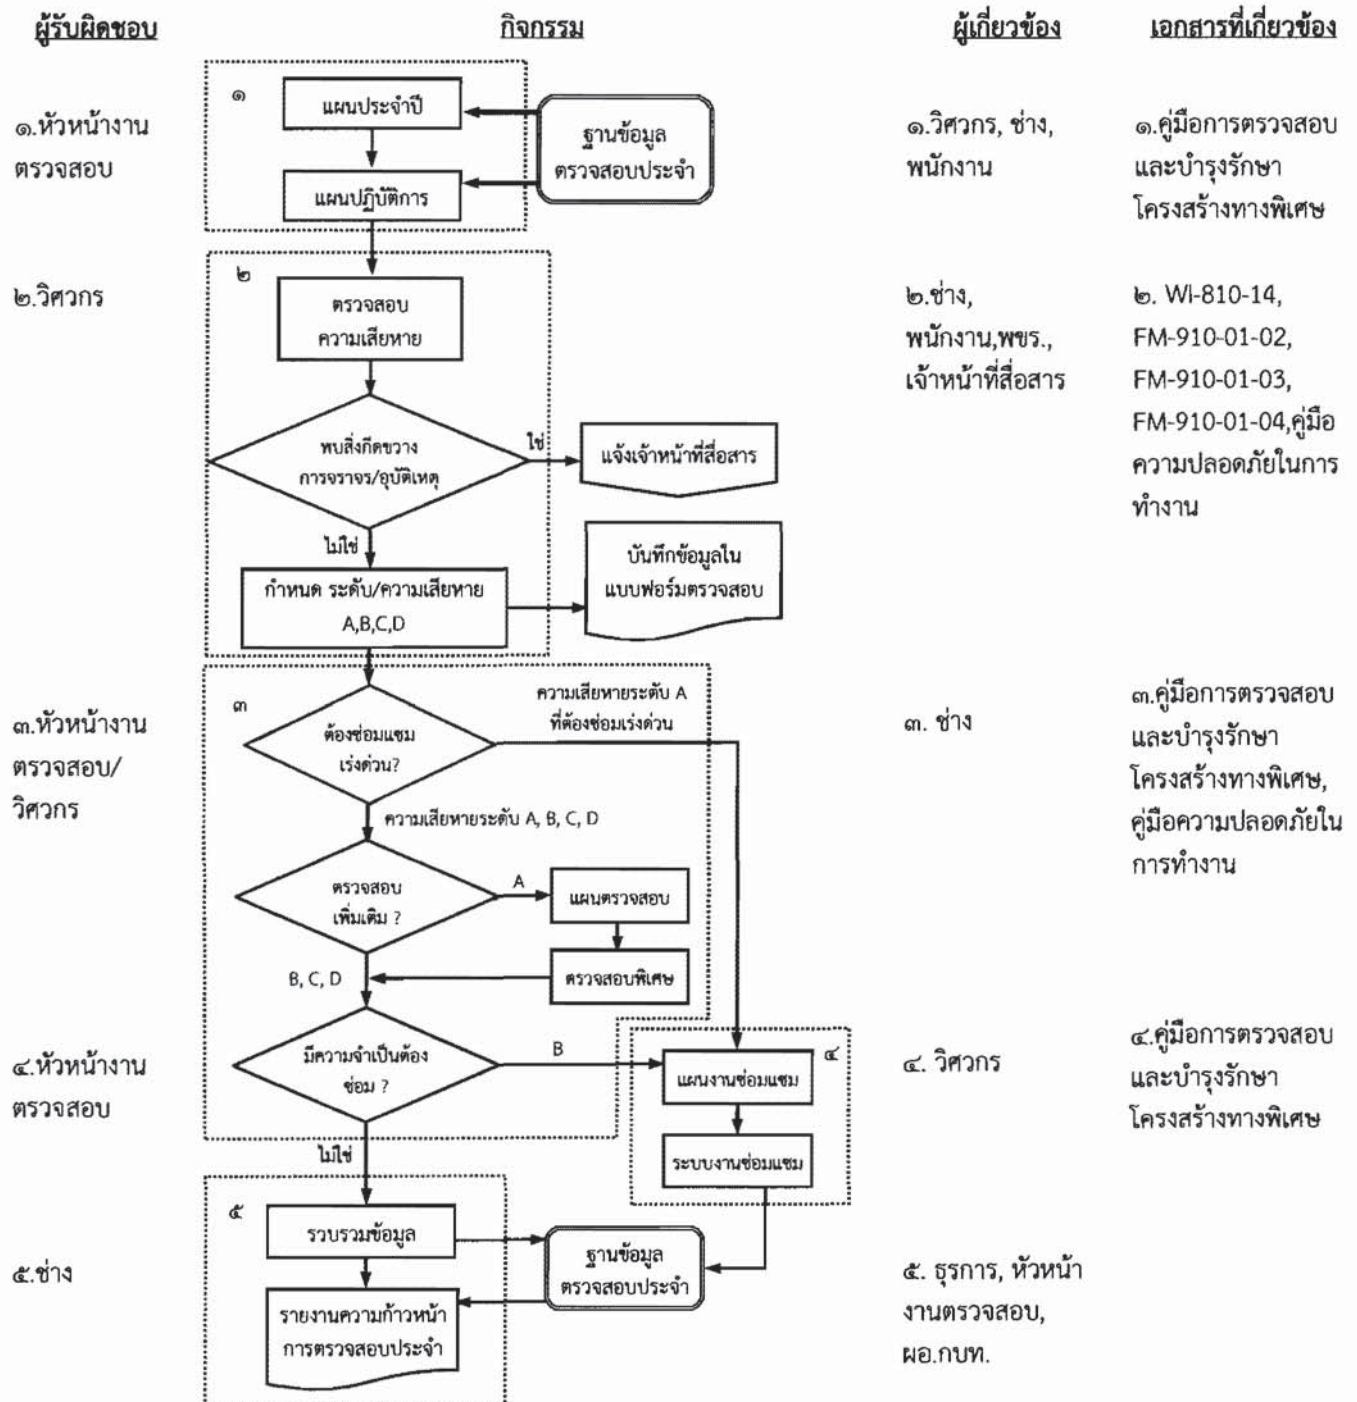 ผู้รับผิดชอบ
กิจกรรม
ผู้เกี่ยวข้อง
เอกสารที่เกี่ยวข้อง
๑.หัวหน้างาน
ตรวจสอบ
๑
แผนประจำปี
แผนปฏิบัติการ
ฐานข้อมูล
ตรวจสอบประจำ
๑.วิศวกร, ช่าง,
พนักงาน
๑.คู่มือการตรวจสอบ
และบำรุงรักษา
โครงสร้างทางพิเศษ
๒.วิศวกร
๒
ตรวจสอบ
ความเสียหาย
พบสิ่งกีดขวาง
การจราจร/อุบัติเหตุ
ใช่
แจ้งเจ้าหน้าที่สื่อสาร
ไม่ใช่
กำหนด ระดับ/ความเสียหาย
A,B,C,D
บันทึกข้อมูลใน
แบบฟอร์มตรวจสอบ
๒.ช่าง,
พนักงาน,พขร.,
เจ้าหน้าที่สื่อสาร
๒. WI-810-14,
FM-910-01-02,
FM-910-01-03,
FM-910-01-04,คู่มือ
ความปลอดภัยในการ
ทำงาน
๓.หัวหน้างาน
ตรวจสอบ/
วิศวกร
๓
ต้องซ่อมแซม
เร่งด่วน?
ความเสียหายระดับ A
ที่ต้องซ่อมเร่งด่วน
ความเสียหายระดับ A, B, C, D
ตรวจสอบ
เพิ่มเติม ?
A
แผนตรวจสอบ
ตรวจสอบพิเศษ
B, C, D
๓. ช่าง
๓.คู่มือการตรวจสอบ
และบำรุงรักษา
โครงสร้างทางพิเศษ,
คู่มือความปลอดภัยใน
การทำงาน
๔.หัวหน้างาน
ตรวจสอบ
มีความจำเป็นต้อง
ซ่อม ?
B
๔
แผนงานซ่อมแซม
ระบบงานซ่อมแซม
ไม่ใช่
๔. วิศวกร
๔.คู่มือการตรวจสอบ
และบำรุงรักษา
โครงสร้างทางพิเศษ
๕.ช่าง
๕
รวบรวมข้อมูล
รายงานความก้าวหน้า
การตรวจสอบประจำ
ฐานข้อมูล
ตรวจสอบประจำ
๕. ธุรการ, หัวหน้า
งานตรวจสอบ,
ผอ.กบท.